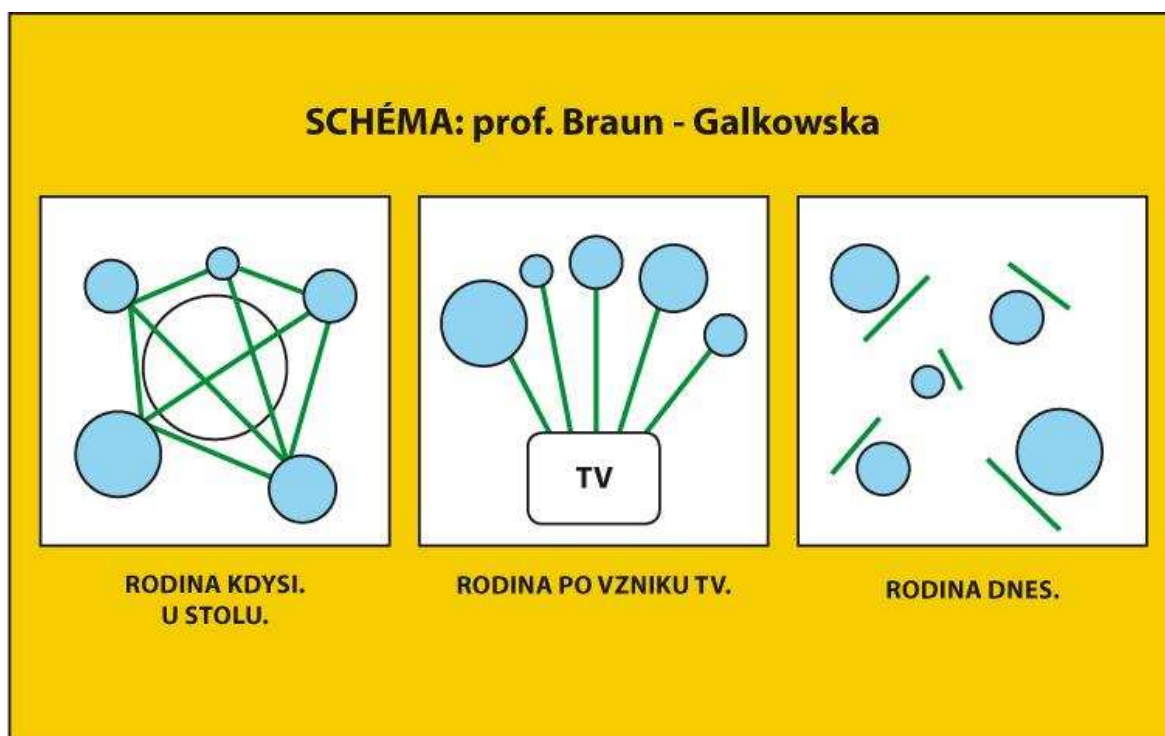 SCHÉMA: prof. Braun - Galkowska
TV
RODINA KDYSI.
U STOLU.
RODINA PO VZNIKU TV.
RODINA DNES.